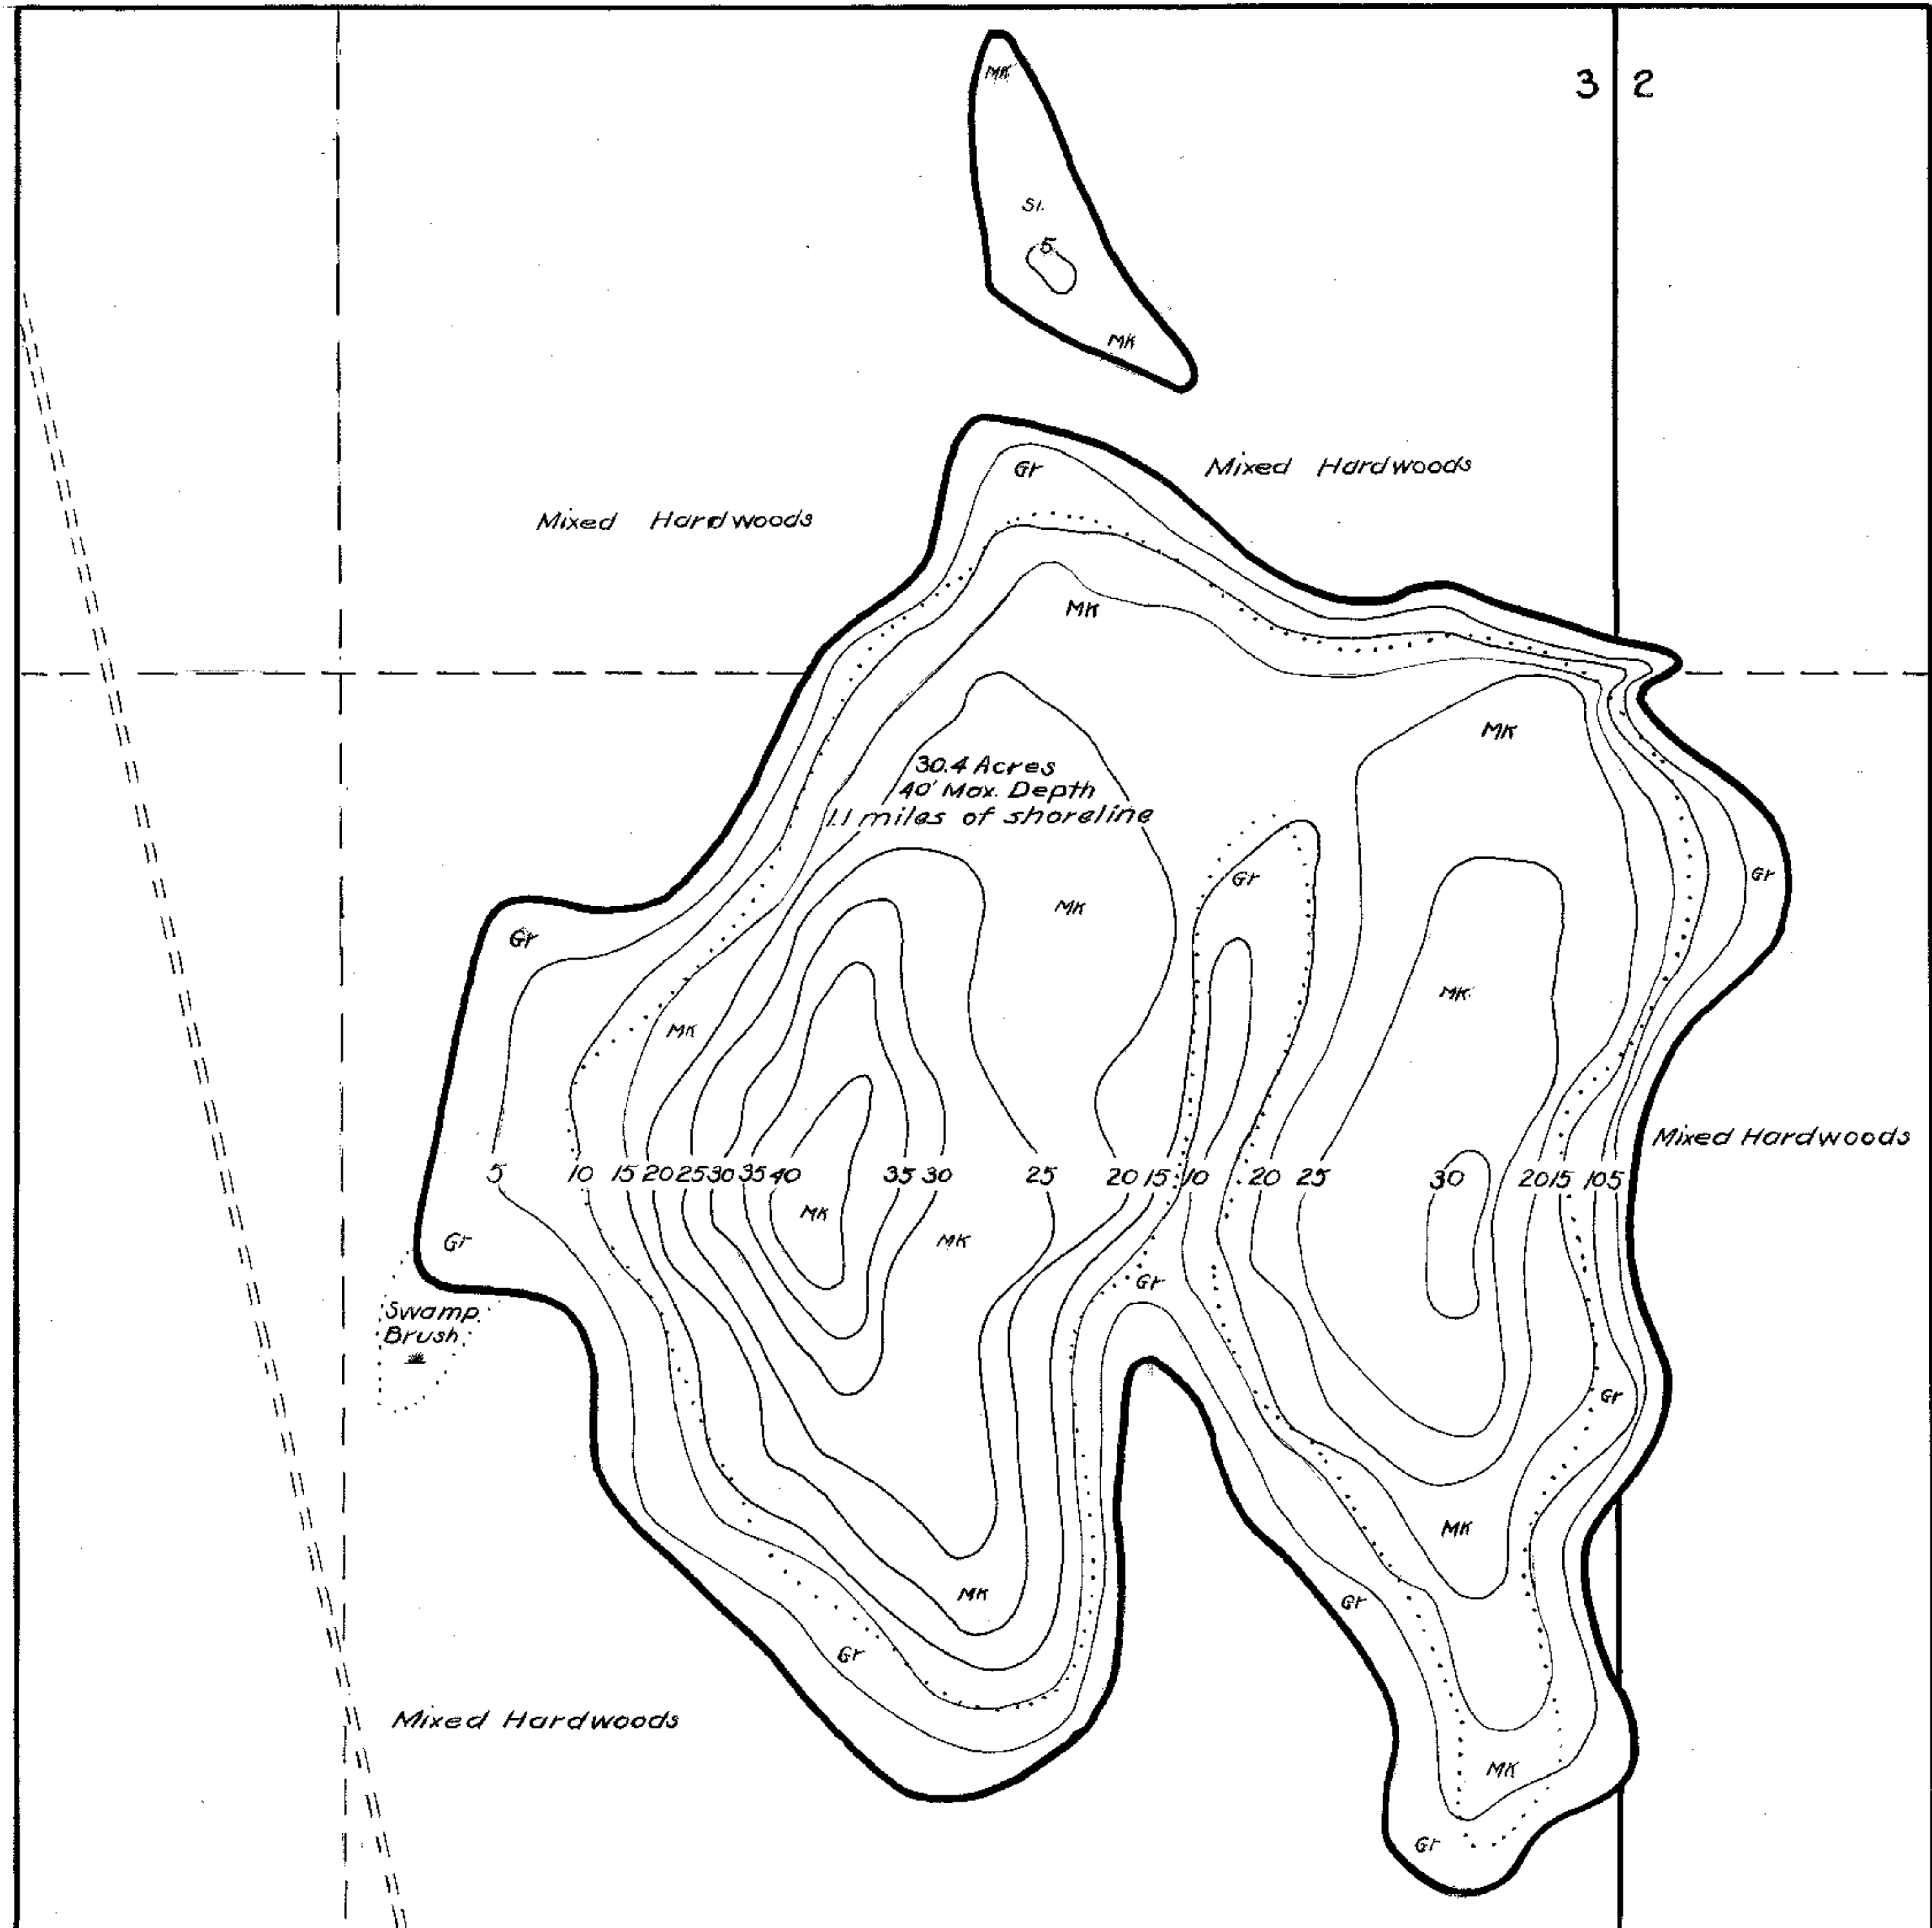 3 2
MK
SI.
5
MK
Mixed Hardwoods
Gr
Mixed Hardwoods
MK
MK
30.4 Acres
40' Max. Depth
1.1 miles of shoreline
Gr
Gr
MK
Gr
MK
MK
Mixed Hardwoods
5 10 15 20 25 30 35 40 35 30 25 20 15 10 20 25 30 20 15 10 5
MK
MK
Gr
Gr
Swamp
Brush
Gr
MK
MK
Gr
Gr
Mixed Hardwoods
MK
Gr